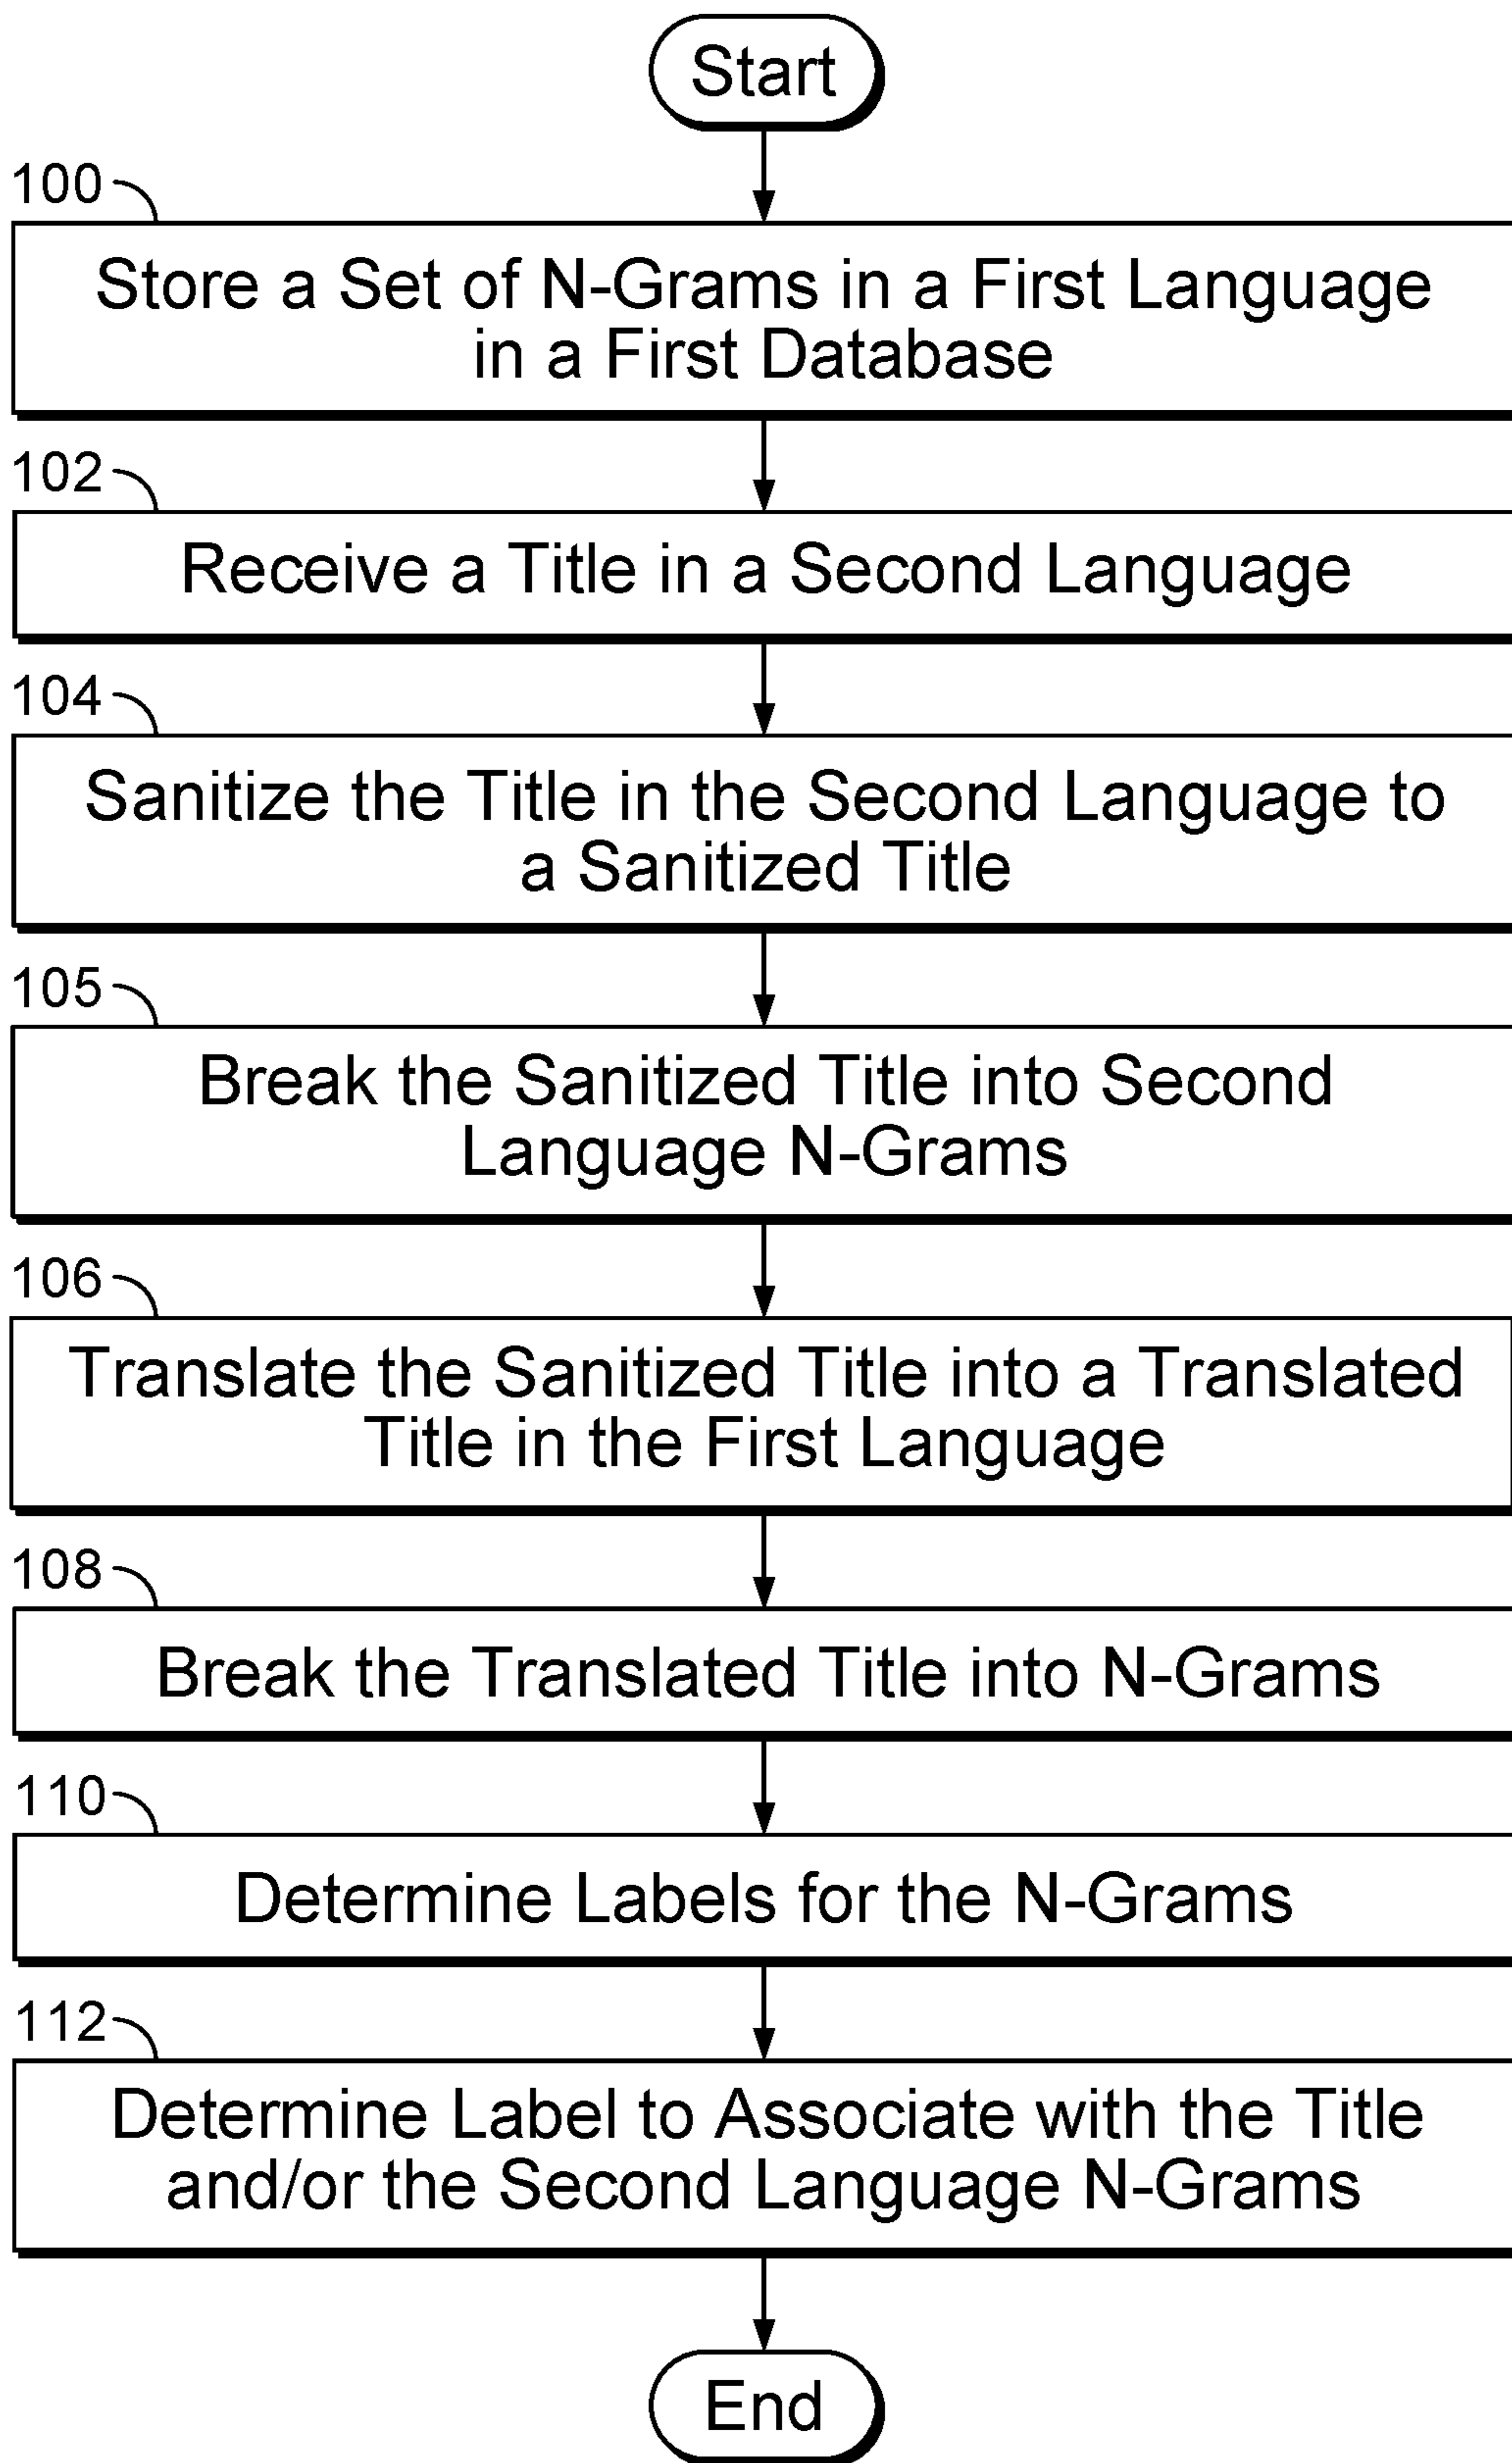 Start
100
Store a Set of N-Grams in a First Language
in a First Database
102
Receive a Title in a Second Language
104
Sanitize the Title in the Second Language to
a Sanitized Title
105
Break the Sanitized Title into Second
Language N-Grams
106
Translate the Sanitized Title into a Translated
Title in the First Language
108
Break the Translated Title into N-Grams
110
Determine Labels for the N-Grams
112
Determine Label to Associate with the Title
and/or the Second Language N-Grams
End